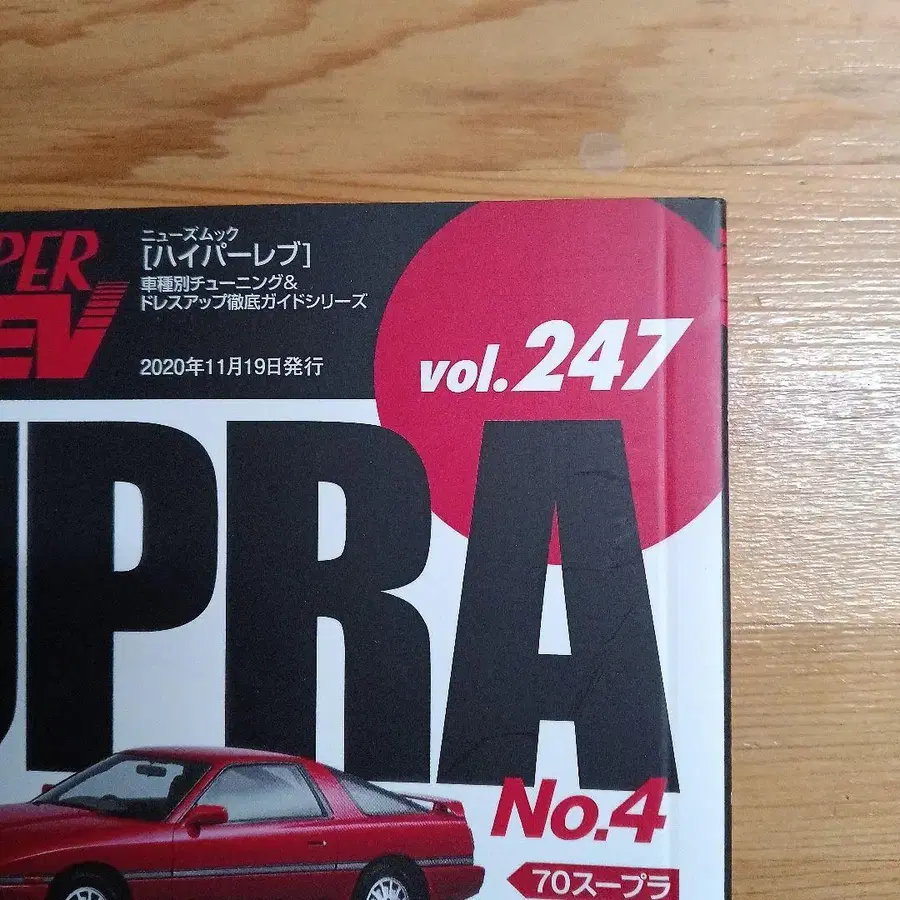 PER
EV
ニューズムック
[ハイパーレブ]
車種別チューニング&
ドレスアップ徹底ガイドシリーズ
2020年11月19日発行
vol.247
UPRA
No.4
70スープラ